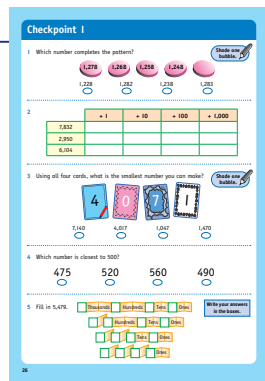 Checkpoint 1
1 Which number completes the pattern?
Shade one
bubble.
1,278 1,268 1,258 1,248
1,228 1,282 1,238 1,283
2
+ 1 + 10 + 100 + 1,000
7,832
2,950
6,104
3 Using all four cards, what is the smallest number you can make?
Shade one
bubble.
4 0 7 1
7,140 4,017 1,047 1,470
4 Which number is closest to 500?
475 520 560 490
5 Fill in 5,479.
Write your answers
in the boxes.
Thousands Hundreds Tens Ones
Hundreds Tens Ones
Tens Ones
Ones
26